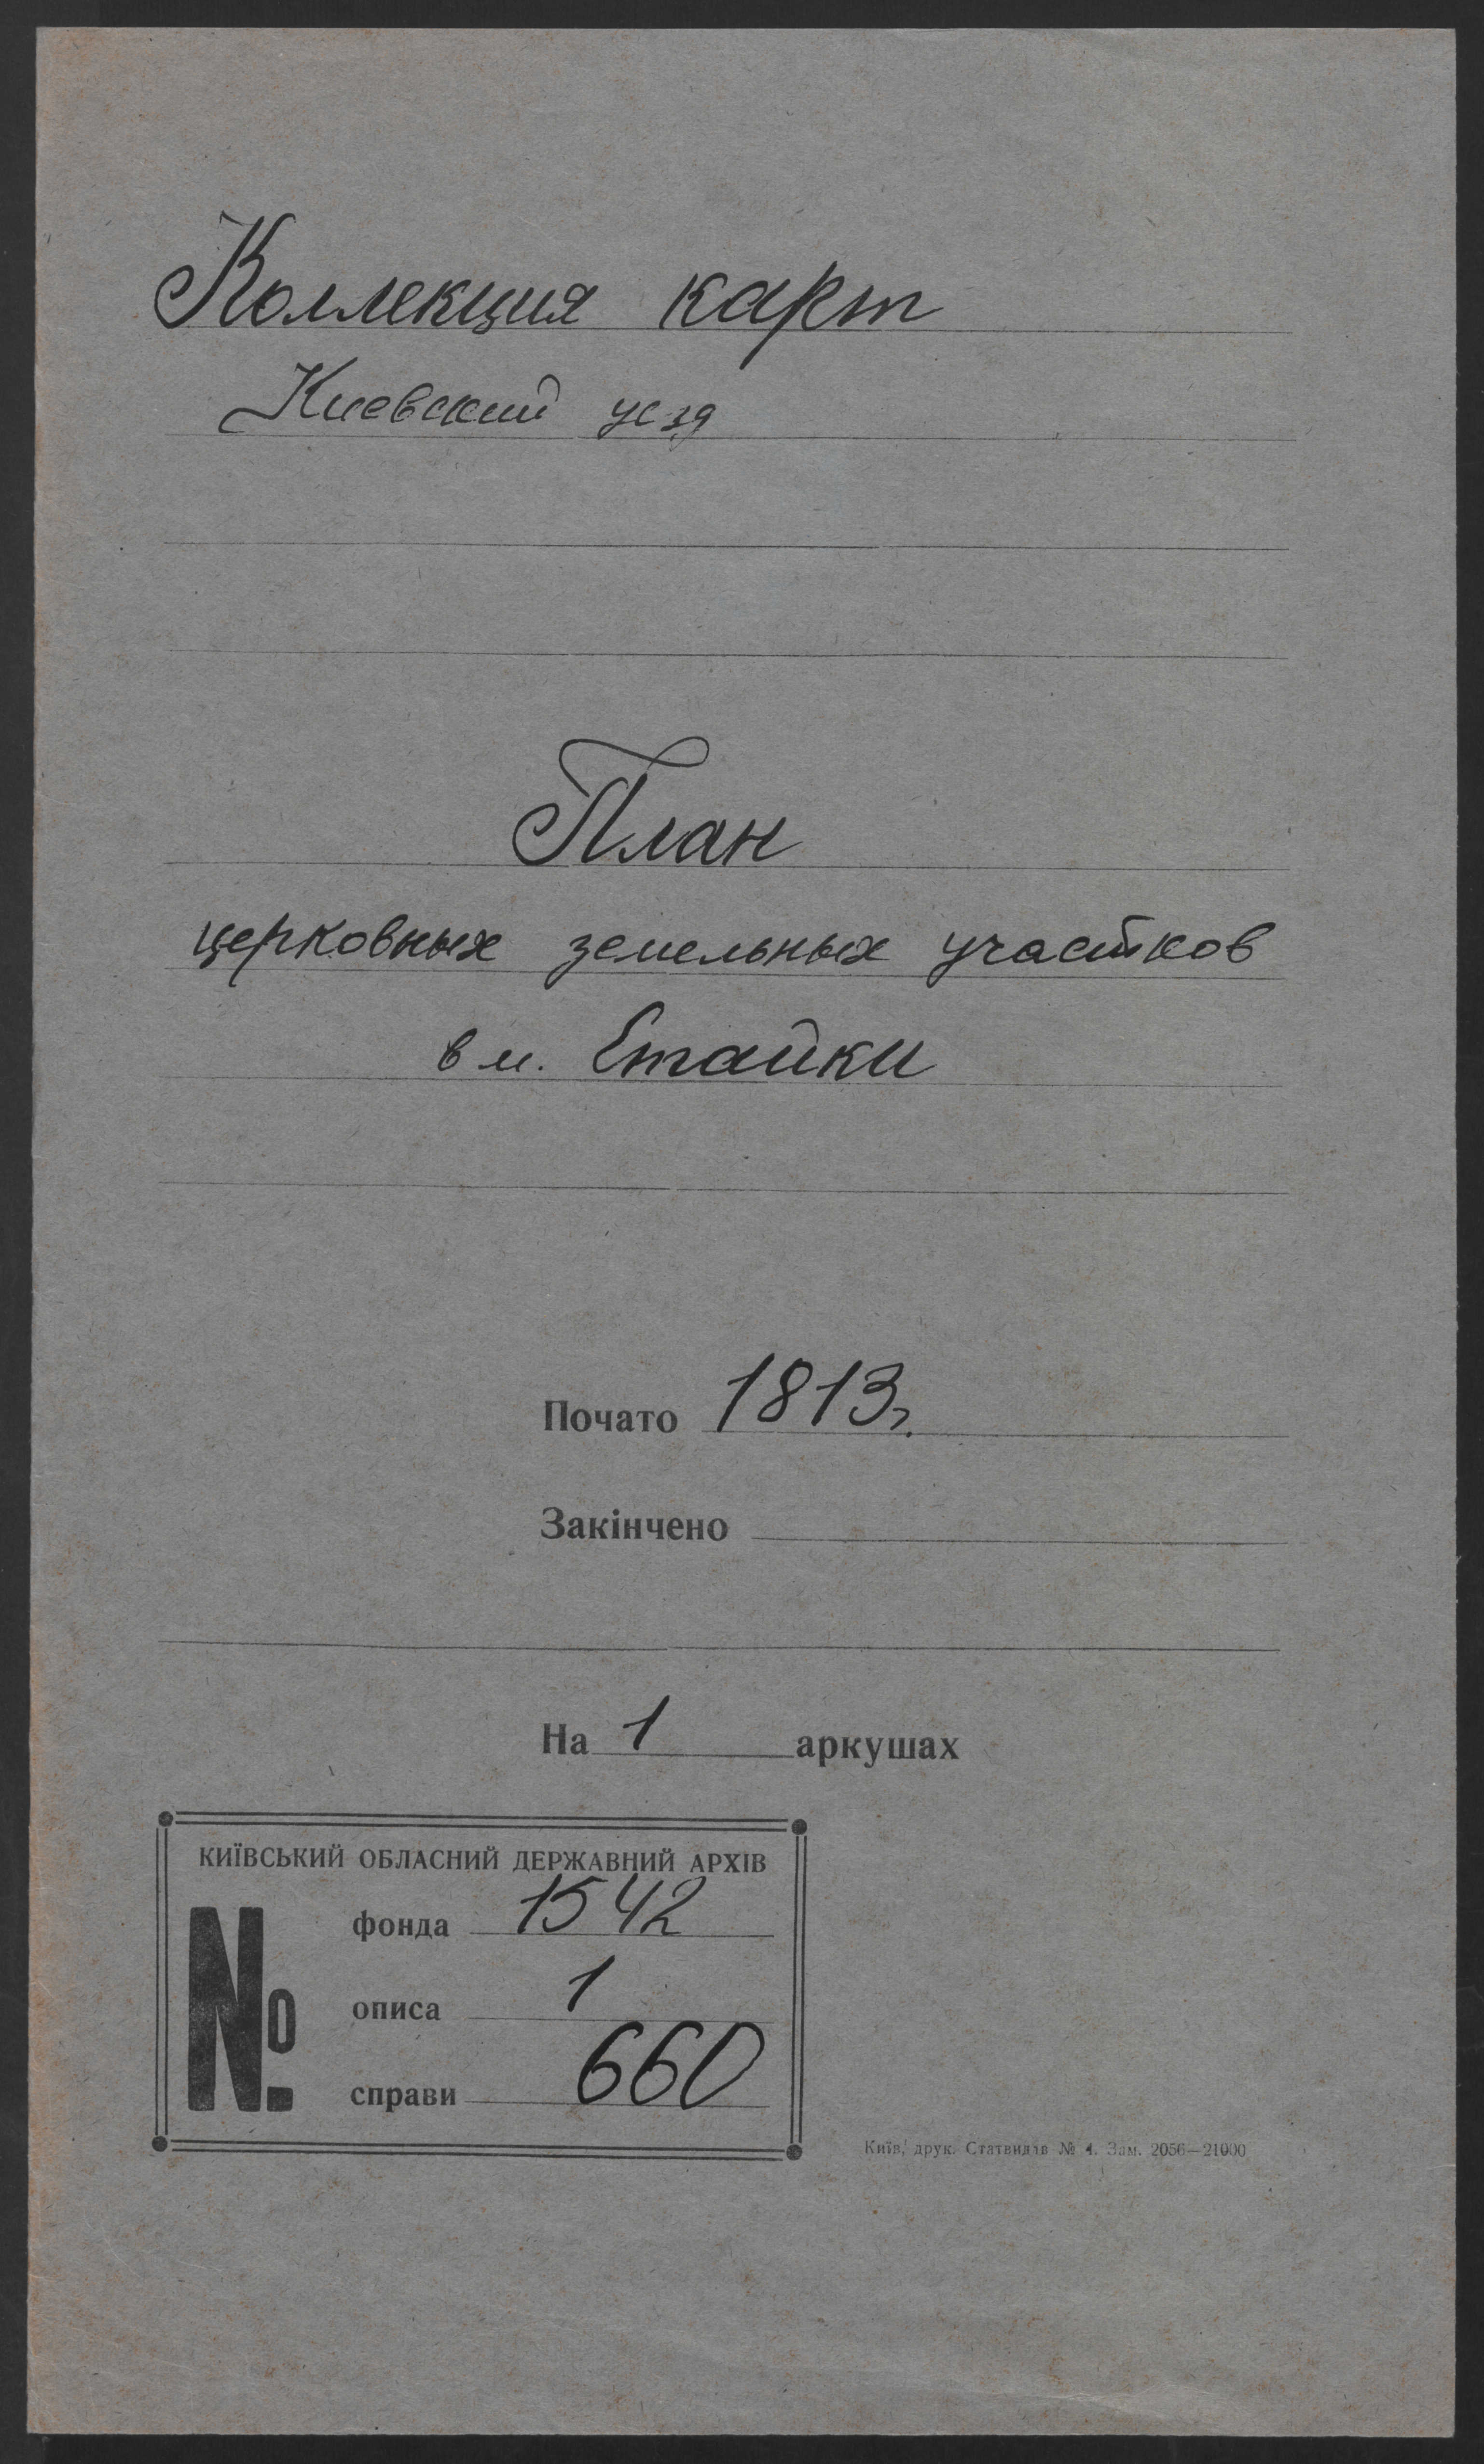 Коллекция карт
Киевский уезд
План
церковных земельных участков
в м. Стайки
Почато 1813 г.
Закінчено
На 1 аркушах
КИЇВСЬКИЙ ОБЛАСНИЙ ДЕРЖАВНИЙ АРХІВ
№
фонда 1542
описа 1
справи 660
Київ, друк. Статвидав № 4. Зам. 2056—21000